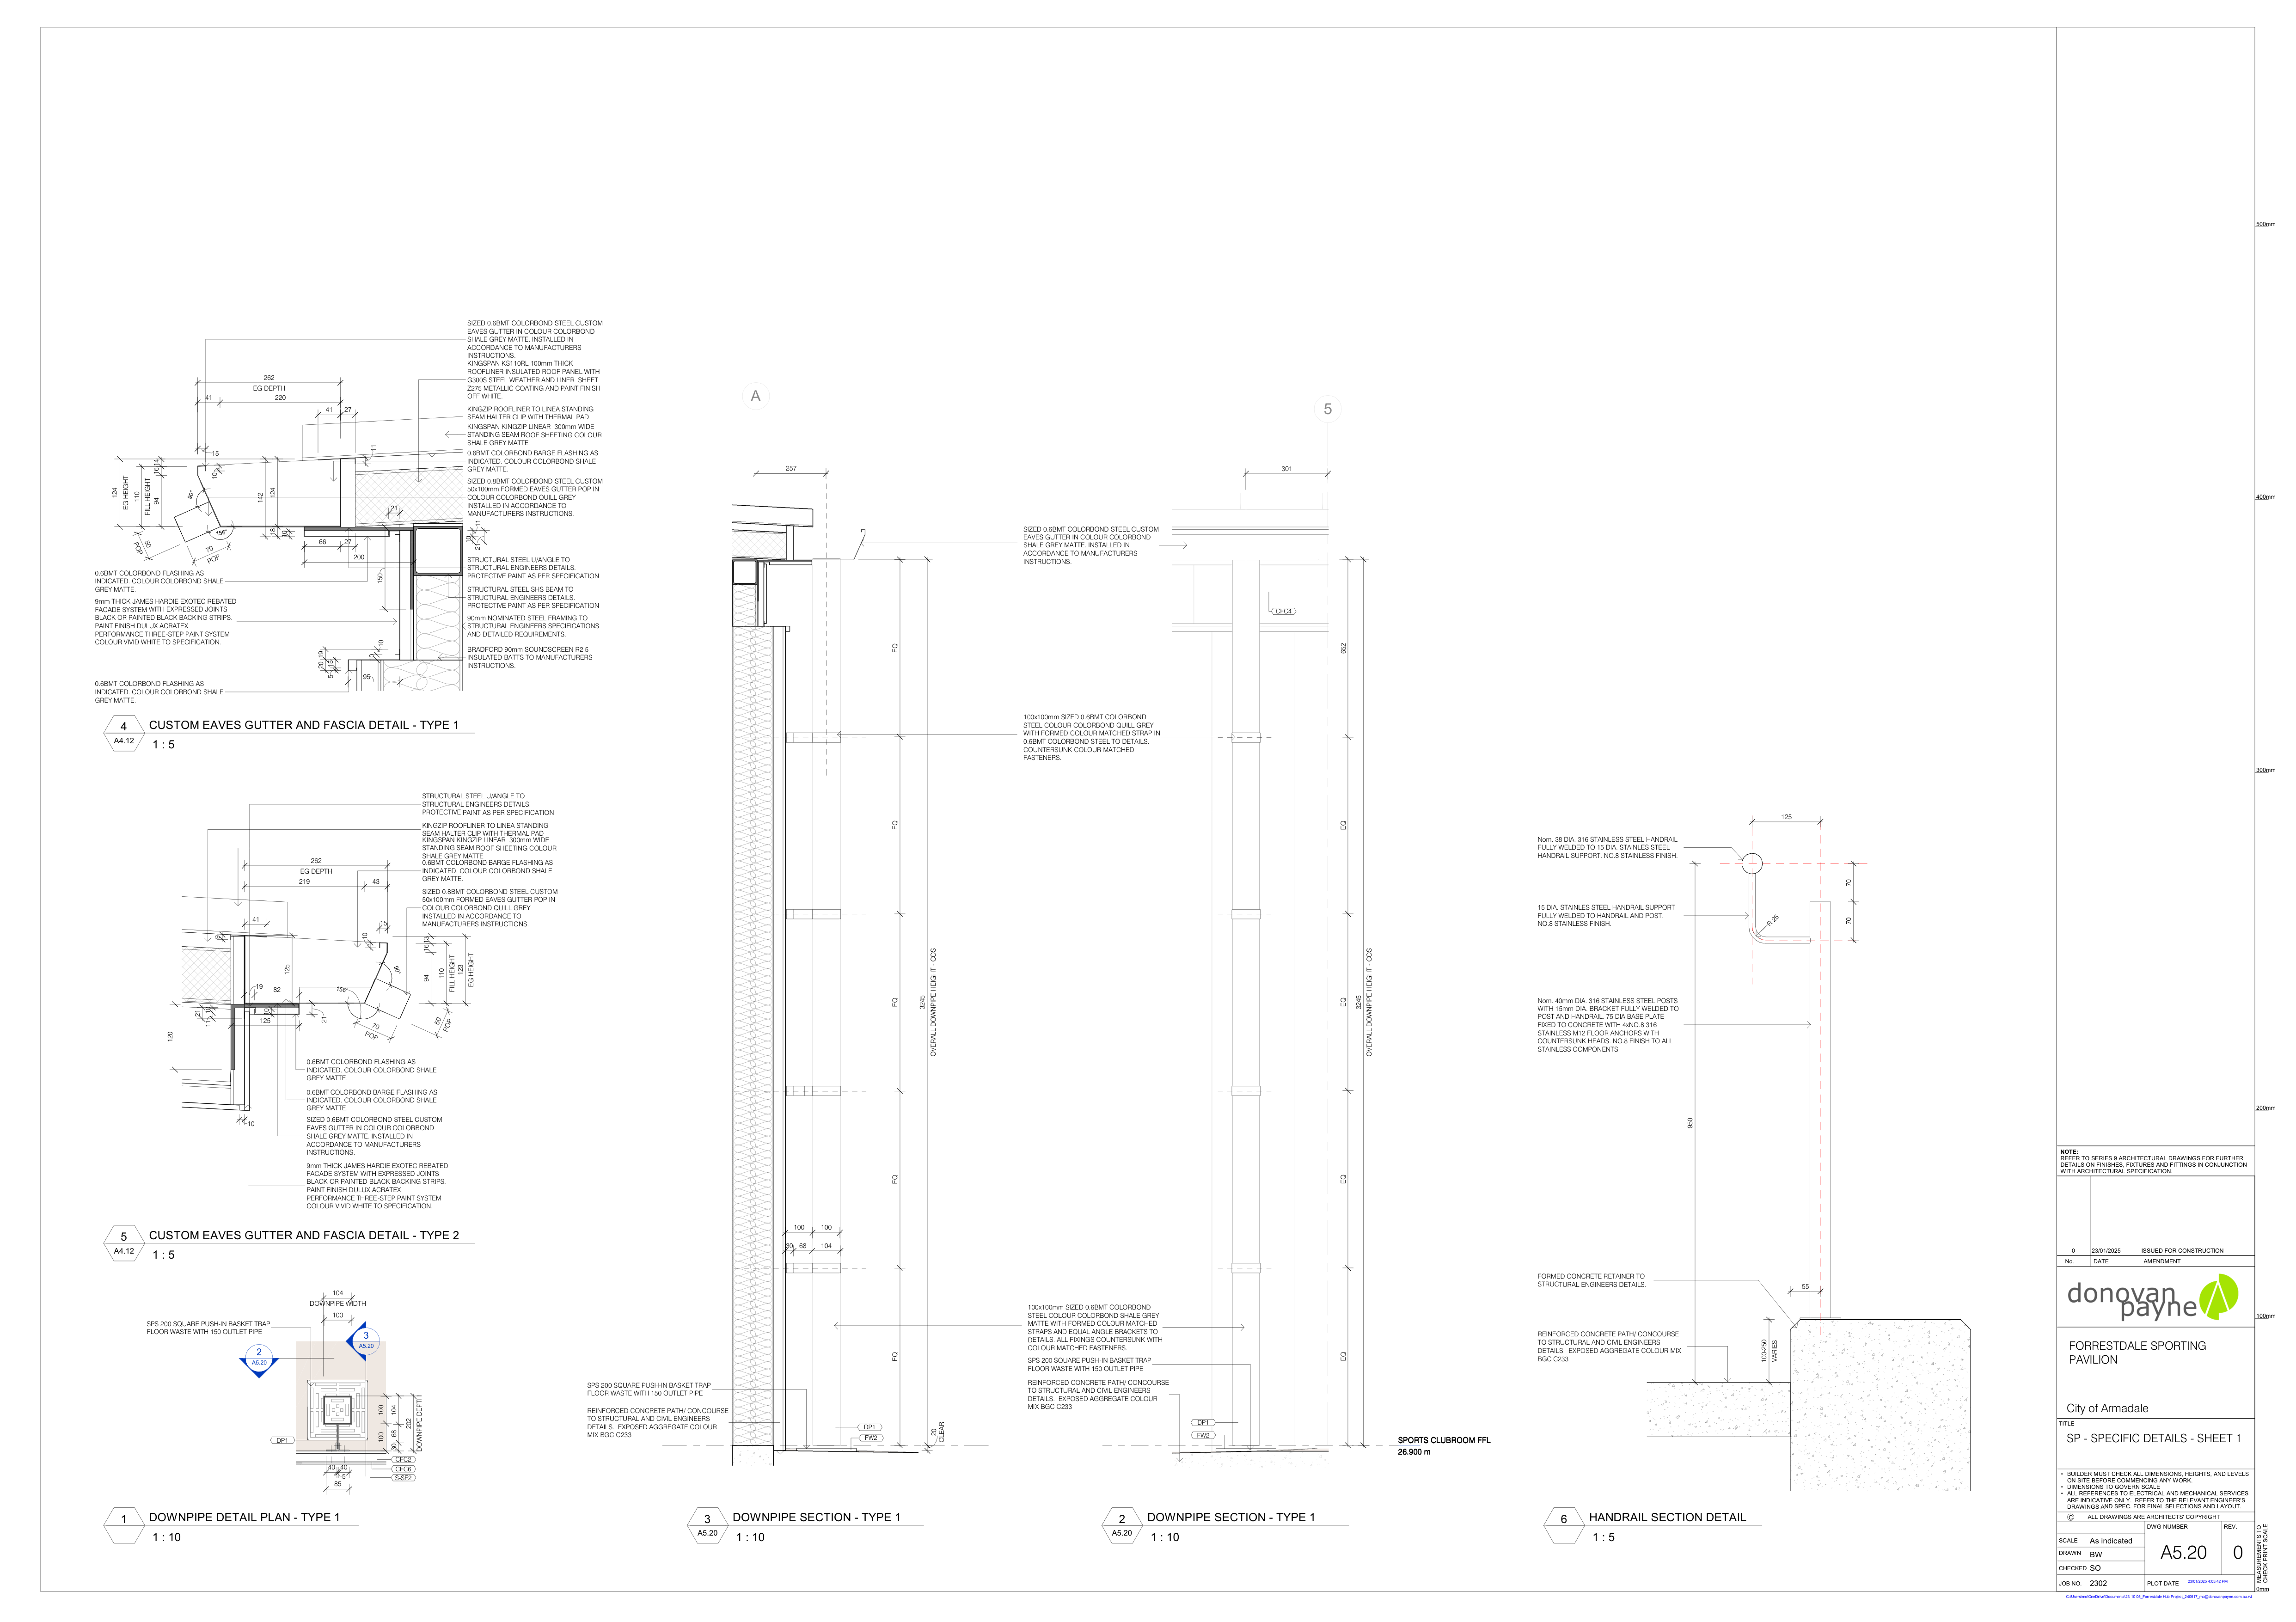 SIZED 0.6BMT COLORBOND STEEL CUSTOM
EAVES GUTTER IN COLOUR COLORBOND
SHALE GREY MATTE. INSTALLED IN
ACCORDANCE TO MANUFACTURERS
INSTRUCTIONS.
KINGSPAN KS110RL 100mm THICK
ROOFLINER INSULATED ROOF PANEL WITH
G300S STEEL WEATHER AND LINER SHEET
Z275 METALLIC COATING AND PAINT FINISH
OFF WHITE.
KINGZIP ROOFLINER TO LINEA STANDING
SEAM HALTER CLIP WITH THERMAL PAD
KINGSPAN KINGZIP LINEAR 300mm WIDE
STANDING SEAM ROOF SHEETING COLOUR
SHALE GREY MATTE
0.6BMT COLORBOND BARGE FLASHING AS
INDICATED. COLOUR COLORBOND SHALE
GREY MATTE.
SIZED 0.8BMT COLORBOND STEEL CUSTOM
50x100mm FORMED EAVES GUTTER POP IN
COLOUR COLORBOND QUILL GREY
INSTALLED IN ACCORDANCE TO
MANUFACTURERS INSTRUCTIONS.
STRUCTURAL STEEL U/ANGLE TO
STRUCTURAL ENGINEERS DETAILS.
PROTECTIVE PAINT AS PER SPECIFICATION
STRUCTURAL STEEL SHS BEAM TO
STRUCTURAL ENGINEERS DETAILS.
PROTECTIVE PAINT AS PER SPECIFICATION
90mm NOMINATED STEEL FRAMING TO
STRUCTURAL ENGINEERS SPECIFICATIONS
AND DETAILED REQUIREMENTS.
BRADFORD 90mm SOUNDSCREEN R2.5
INSULATED BATTS TO MANUFACTURERS
INSTRUCTIONS.
262
EG DEPTH
41
220
41
27
15
11
10
14
16
94
110
FILL HEIGHT
124
EG HEIGHT
142
124
90°
156°
50
POP
70
POP
18
10
66
27
200
21
11
10
21
150
10
19
15
20
5
10
95
0.6BMT COLORBOND FLASHING AS
INDICATED. COLOUR COLORBOND SHALE
GREY MATTE.
9mm THICK JAMES HARDIE EXOTEC REBATED
FACADE SYSTEM WITH EXPRESSED JOINTS
BLACK OR PAINTED BLACK BACKING STRIPS.
PAINT FINISH DULUX ACRATEX
PERFORMANCE THREE-STEP PAINT SYSTEM
COLOUR VIVID WHITE TO SPECIFICATION.
0.6BMT COLORBOND FLASHING AS
INDICATED. COLOUR COLORBOND SHALE
GREY MATTE.
4
A4.12
CUSTOM EAVES GUTTER AND FASCIA DETAIL - TYPE 1
1 : 5
STRUCTURAL STEEL U/ANGLE TO
STRUCTURAL ENGINEERS DETAILS.
PROTECTIVE PAINT AS PER SPECIFICATION
KINGZIP ROOFLINER TO LINEA STANDING
SEAM HALTER CLIP WITH THERMAL PAD
KINGSPAN KINGZIP LINEAR 300mm WIDE
STANDING SEAM ROOF SHEETING COLOUR
SHALE GREY MATTE
0.6BMT COLORBOND BARGE FLASHING AS
INDICATED. COLOUR COLORBOND SHALE
GREY MATTE.
SIZED 0.8BMT COLORBOND STEEL CUSTOM
50x100mm FORMED EAVES GUTTER POP IN
COLOUR COLORBOND QUILL GREY
INSTALLED IN ACCORDANCE TO
MANUFACTURERS INSTRUCTIONS.
262
EG DEPTH
219
43
41
15
10
13
16
94
110
FILL HEIGHT
123
EG HEIGHT
125
19
82
156°
90°
125
21
70
POP
50
POP
120
10
0.6BMT COLORBOND FLASHING AS
INDICATED. COLOUR COLORBOND SHALE
GREY MATTE.
0.6BMT COLORBOND BARGE FLASHING AS
INDICATED. COLOUR COLORBOND SHALE
GREY MATTE.
SIZED 0.6BMT COLORBOND STEEL CUSTOM
EAVES GUTTER IN COLOUR COLORBOND
SHALE GREY MATTE. INSTALLED IN
ACCORDANCE TO MANUFACTURERS
INSTRUCTIONS.
9mm THICK JAMES HARDIE EXOTEC REBATED
FACADE SYSTEM WITH EXPRESSED JOINTS
BLACK OR PAINTED BLACK BACKING STRIPS.
PAINT FINISH DULUX ACRATEX
PERFORMANCE THREE-STEP PAINT SYSTEM
COLOUR VIVID WHITE TO SPECIFICATION.
5
A4.12
CUSTOM EAVES GUTTER AND FASCIA DETAIL - TYPE 2
1 : 5
104
DOWNPIPE WIDTH
100
SPS 200 SQUARE PUSH-IN BASKET TRAP
FLOOR WASTE WITH 150 OUTLET PIPE
3
A5.20
2
A5.20
100
104
100
68
30
202
DOWNPIPE DEPTH
DP1
CFC2
CFC6
S-SF2
40
40
5
85
1
DOWNPIPE DETAIL PLAN - TYPE 1
1 : 10
A
257
EQ
EQ
EQ
EQ
EQ
3245
OVERALL DOWNPIPE HEIGHT - COS
100
100
30
68
104
SPS 200 SQUARE PUSH-IN BASKET TRAP
FLOOR WASTE WITH 150 OUTLET PIPE
REINFORCED CONCRETE PATH/ CONCOURSE
TO STRUCTURAL AND CIVIL ENGINEERS
DETAILS. EXPOSED AGGREGATE COLOUR
MIX BGC C233
DP1
FW2
20
CLEAR
3
A5.20
DOWNPIPE SECTION - TYPE 1
1 : 10
5
301
SIZED 0.6BMT COLORBOND STEEL CUSTOM
EAVES GUTTER IN COLOUR COLORBOND
SHALE GREY MATTE. INSTALLED IN
ACCORDANCE TO MANUFACTURERS
INSTRUCTIONS.
CFC4
652
100x100mm SIZED 0.6BMT COLORBOND
STEEL COLOUR COLORBOND QUILL GREY
WITH FORMED COLOUR MATCHED STRAP IN
0.6BMT COLORBOND STEEL TO DETAILS.
COUNTERSUNK COLOUR MATCHED
FASTENERS.
EQ
EQ
EQ
EQ
3245
OVERALL DOWNPIPE HEIGHT - COS
100x100mm SIZED 0.6BMT COLORBOND
STEEL COLOUR COLORBOND SHALE GREY
MATTE WITH FORMED COLOUR MATCHED
STRAPS AND EQUAL ANGLE BRACKETS TO
DETAILS. ALL FIXINGS COUNTERSUNK WITH
COLOUR MATCHED FASTENERS.
SPS 200 SQUARE PUSH-IN BASKET TRAP
FLOOR WASTE WITH 150 OUTLET PIPE
REINFORCED CONCRETE PATH/ CONCOURSE
TO STRUCTURAL AND CIVIL ENGINEERS
DETAILS. EXPOSED AGGREGATE COLOUR
MIX BGC C233
DP1
FW2
SPORTS CLUBROOM FFL
26.900 m
2
A5.20
DOWNPIPE SECTION - TYPE 1
1 : 10
125
Nom. 38 DIA. 316 STAINLESS STEEL HANDRAIL
FULLY WELDED TO 15 DIA. STAINLES STEEL
HANDRAIL SUPPORT. NO.8 STAINLESS FINISH.
70
70
15 DIA. STAINLES STEEL HANDRAIL SUPPORT
FULLY WELDED TO HANDRAIL AND POST.
NO.8 STAINLESS FINISH.
R 25
Nom. 40mm DIA. 316 STAINLESS STEEL POSTS
WITH 15mm DIA. BRACKET FULLY WELDED TO
POST AND HANDRAIL. 75 DIA BASE PLATE
FIXED TO CONCRETE WITH 4xNO.8 316
STAINLESS M12 FLOOR ANCHORS WITH
COUNTERSUNK HEADS. NO.8 FINISH TO ALL
STAINLESS COMPONENTS.
950
FORMED CONCRETE RETAINER TO
STRUCTURAL ENGINEERS DETAILS.
55
REINFORCED CONCRETE PATH/ CONCOURSE
TO STRUCTURAL AND CIVIL ENGINEERS
DETAILS. EXPOSED AGGREGATE COLOUR MIX
BGC C233
100-250
VARIES
6
HANDRAIL SECTION DETAIL
1 : 5
500mm
400mm
300mm
200mm
100mm
0mm
MEASUREMENTS TO
CHECK PRINT SCALE
NOTE:
REFER TO SERIES 9 ARCHITECTURAL DRAWINGS FOR FURTHER
DETAILS ON FINISHES, FIXTURES AND FITTINGS IN CONJUNCTION
WITH ARCHITECTURAL SPECIFICATION.
0 23/01/2025 ISSUED FOR CONSTRUCTION
No. DATE AMENDMENT
donovan
payne
FORRESTDALE SPORTING
PAVILION
City of Armadale
TITLE
SP - SPECIFIC DETAILS - SHEET 1
• BUILDER MUST CHECK ALL DIMENSIONS, HEIGHTS, AND LEVELS
ON SITE BEFORE COMMENCING ANY WORK.
• DIMENSIONS TO GOVERN SCALE
• ALL REFERENCES TO ELECTRICAL AND MECHANICAL SERVICES
ARE INDICATIVE ONLY. REFER TO THE RELEVANT ENGINEER'S
DRAWINGS AND SPEC. FOR FINAL SELECTIONS AND LAYOUT.
© ALL DRAWINGS ARE ARCHITECTS' COPYRIGHT
DWG NUMBER REV.
SCALE As indicated
DRAWN BW
A5.20 0
CHECKED SO
JOB NO. 2302
PLOT DATE 23/01/2025 4:05:42 PM